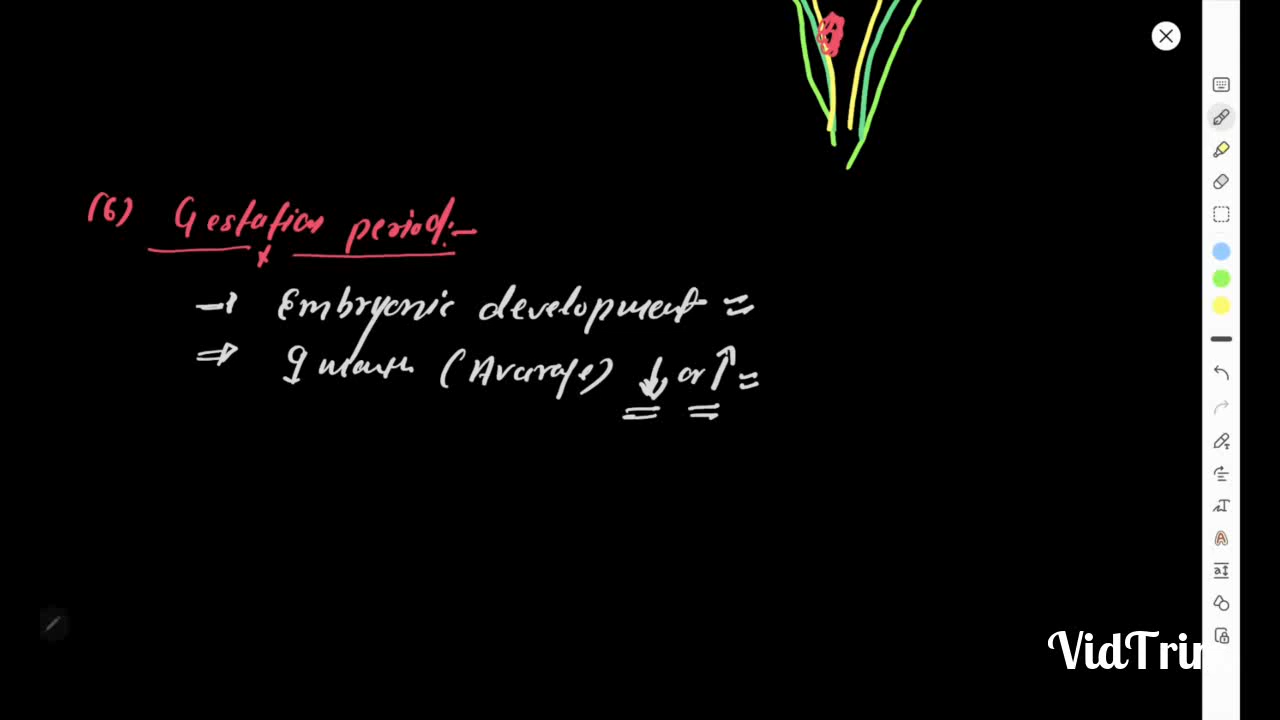 (6) Gestation period:-
→ Embryonic development =
⇒ 9 month (Average) ↓ or ↑ =
VidTri